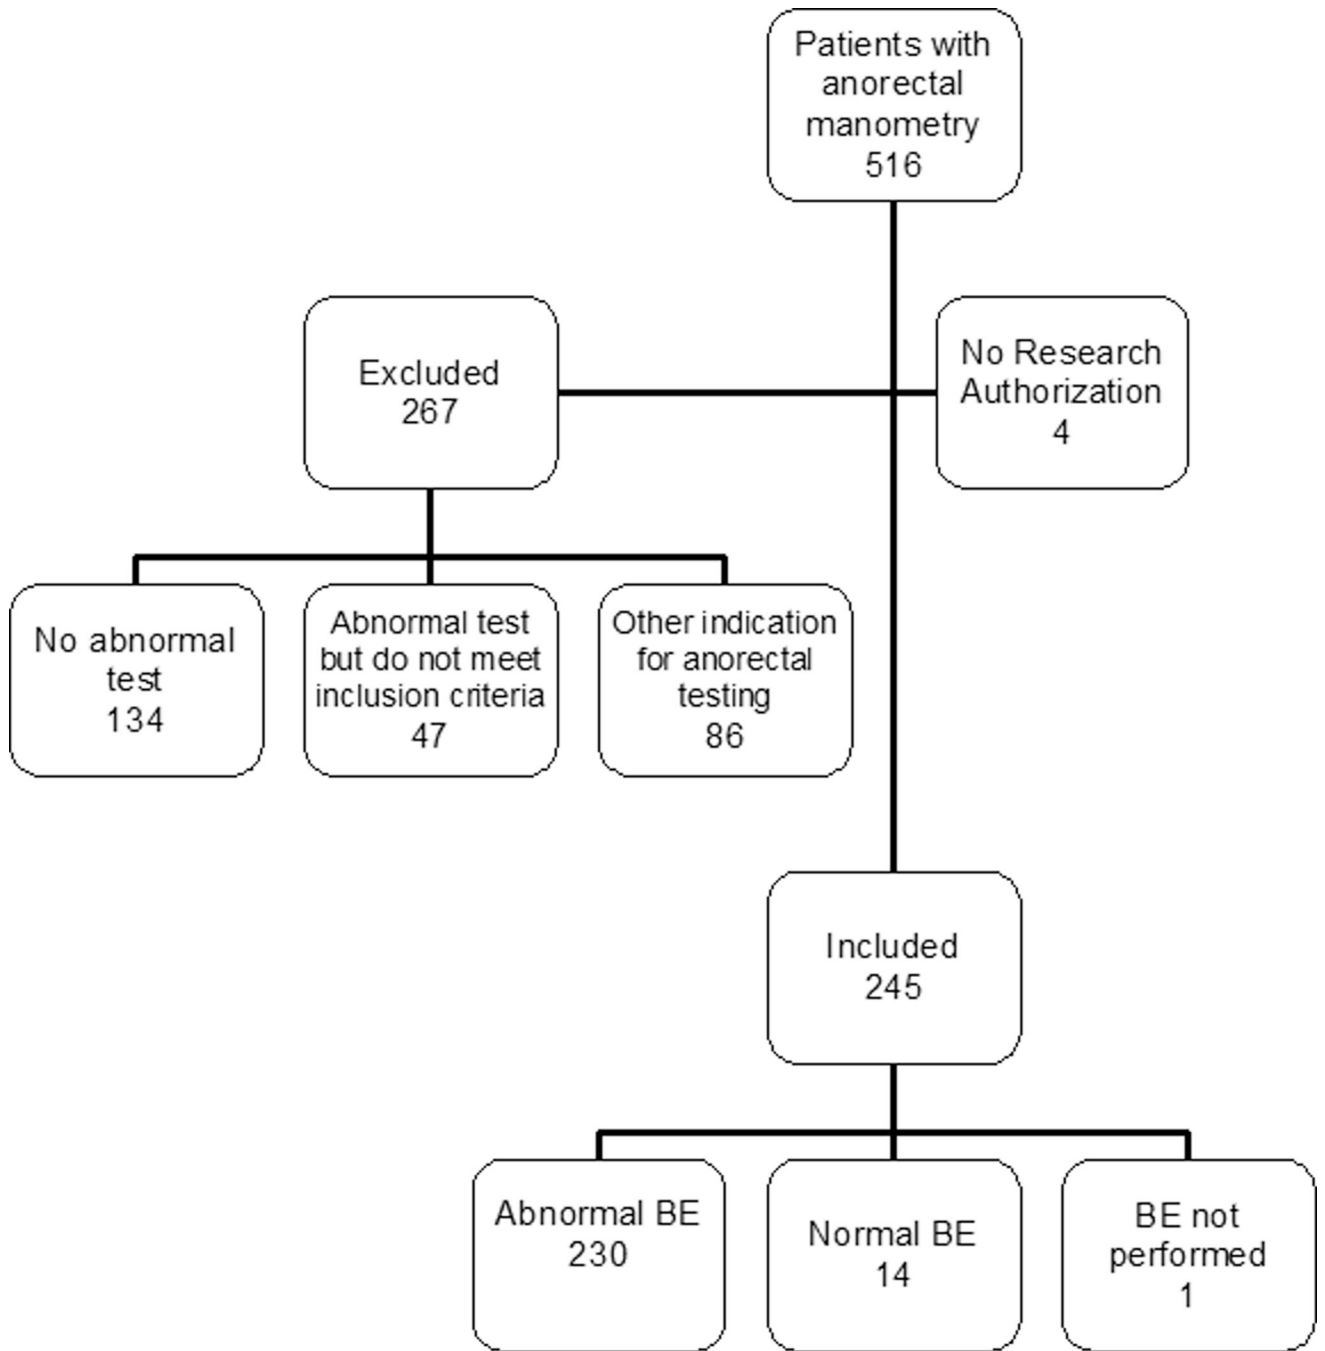 Patients with
anorectal
manometry
516
Excluded
267
No Research
Authorization
4
No abnormal
test
134
Abnormal test
but do not meet
inclusion criteria
47
Other indication
for anorectal
testing
86
Included
245
Abnormal BE
230
Normal BE
14
BE not
performed
1